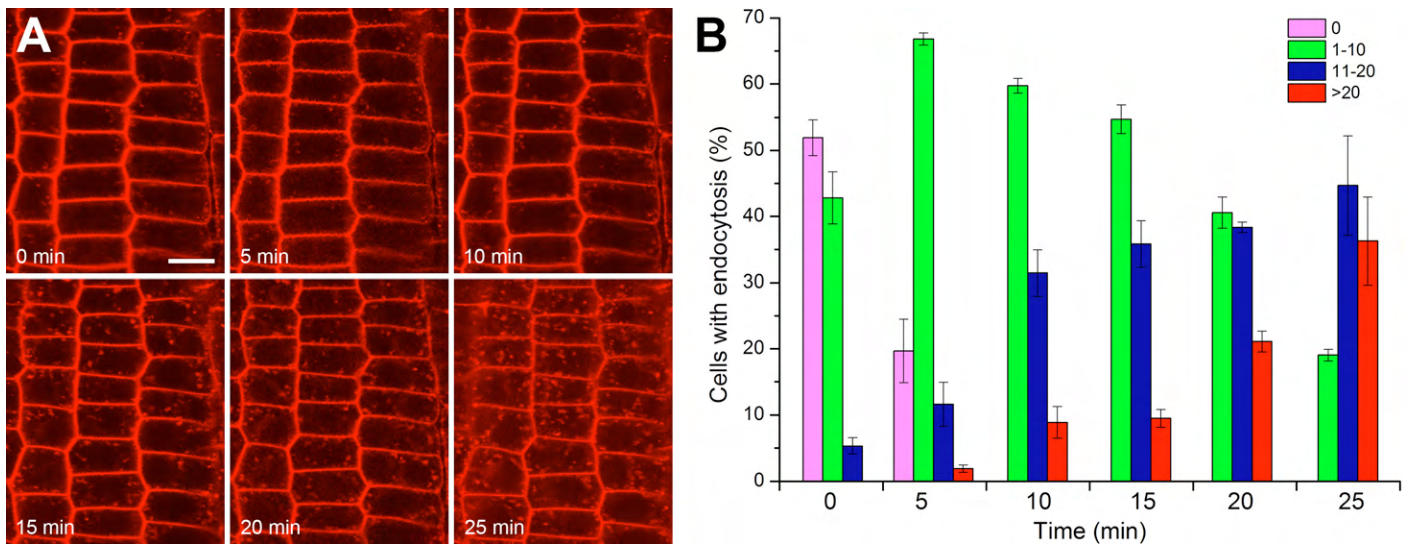 A
0 min
5 min
10 min
15 min
20 min
25 min
B
70
60
50
40
30
20
10
0
Cells with endocytosis (%)
0
1-10
11-20
>20
0 5 10 15 20 25
Time (min)